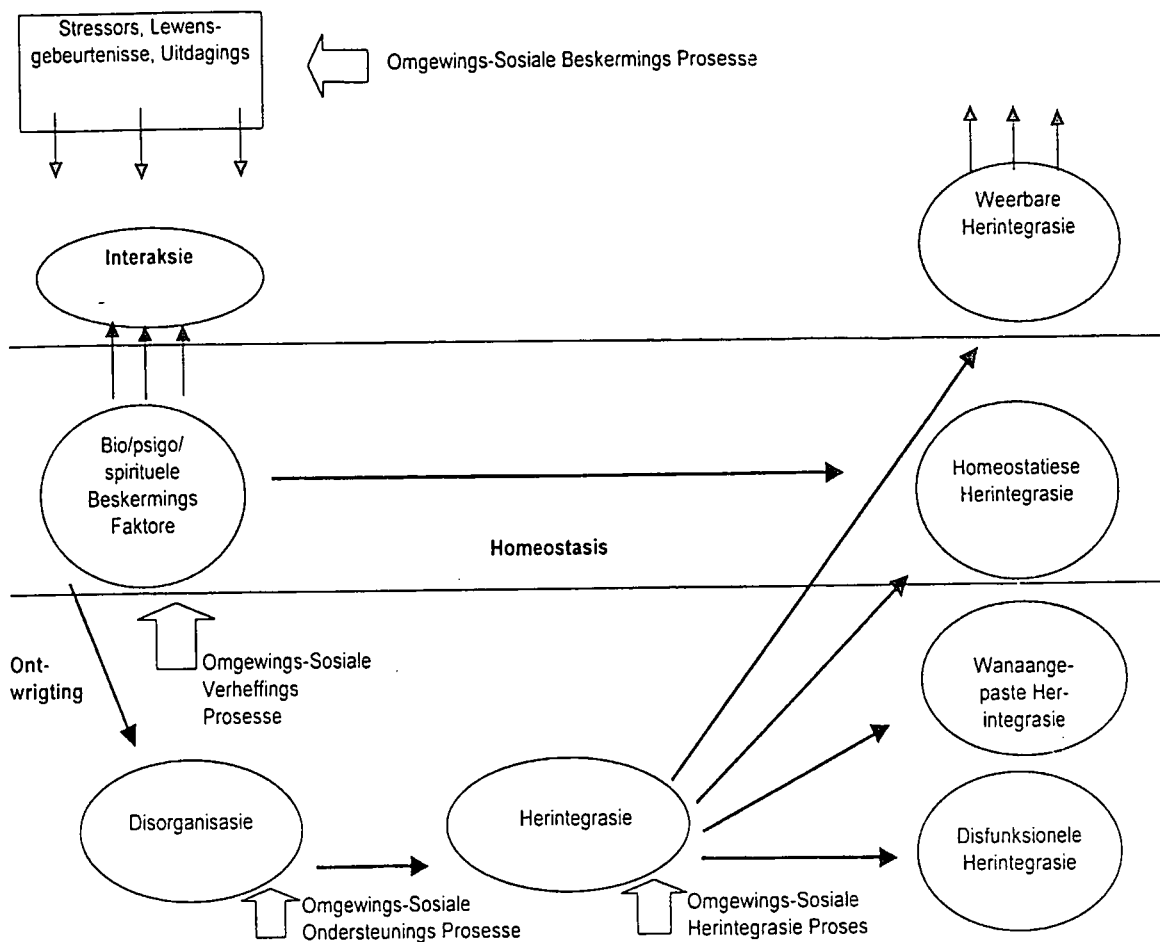 Stressors, Lewens-
gebeurtenisse, Uitdagings
Omgewings-Sosiale Beskermings Prosesse
Weerbare
Herintegrasie
Interaksie
Bio/psigo/
spirituele
Beskermings
Faktore
Homeostatiese
Herintegrasie
Homeostasis
Ont-
wrigting
Omgewings-Sosiale
Verheffings
Prosesse
Wanaange-
paste Her-
integrasie
Disorganisasie
Herintegrasie
Disfunksionele
Herintegrasie
Omgewings-Sosiale
Ondersteunings Prosesse
Omgewings-Sosiale
Herintegrasie Proses